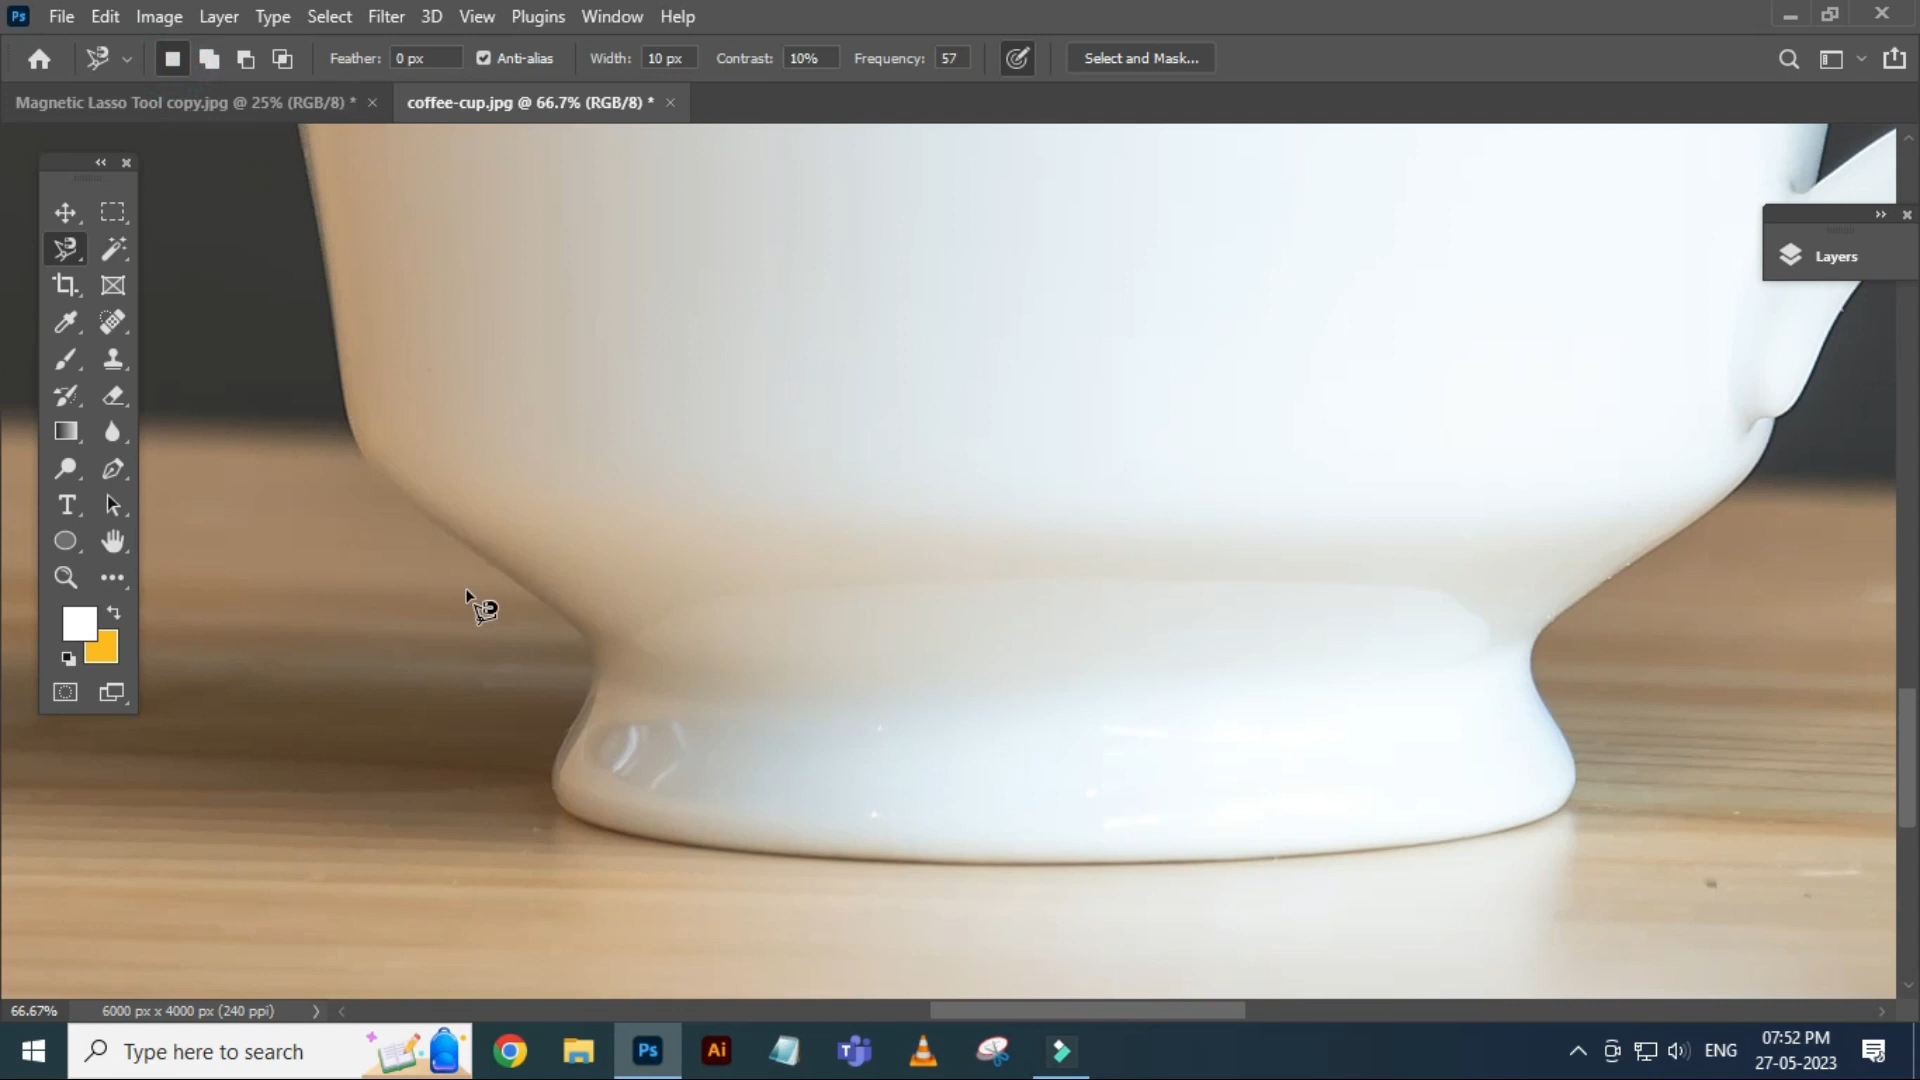 Ps File Edit Image Layer Type Select Filter 3D View Plugins Window Help
Feather: 0 px Anti-alias Width: 10 px Contrast: 10% Frequency: 57 Select and Mask...
Magnetic Lasso Tool copy.jpg @ 25% (RGB/8) * coffee-cup.jpg @ 66.7% (RGB/8) *
Layers
T
66.67% 6000 px x 4000 px (240 ppi)
Type here to search Ps Ai T ENG 07:52 PM
27-05-2023